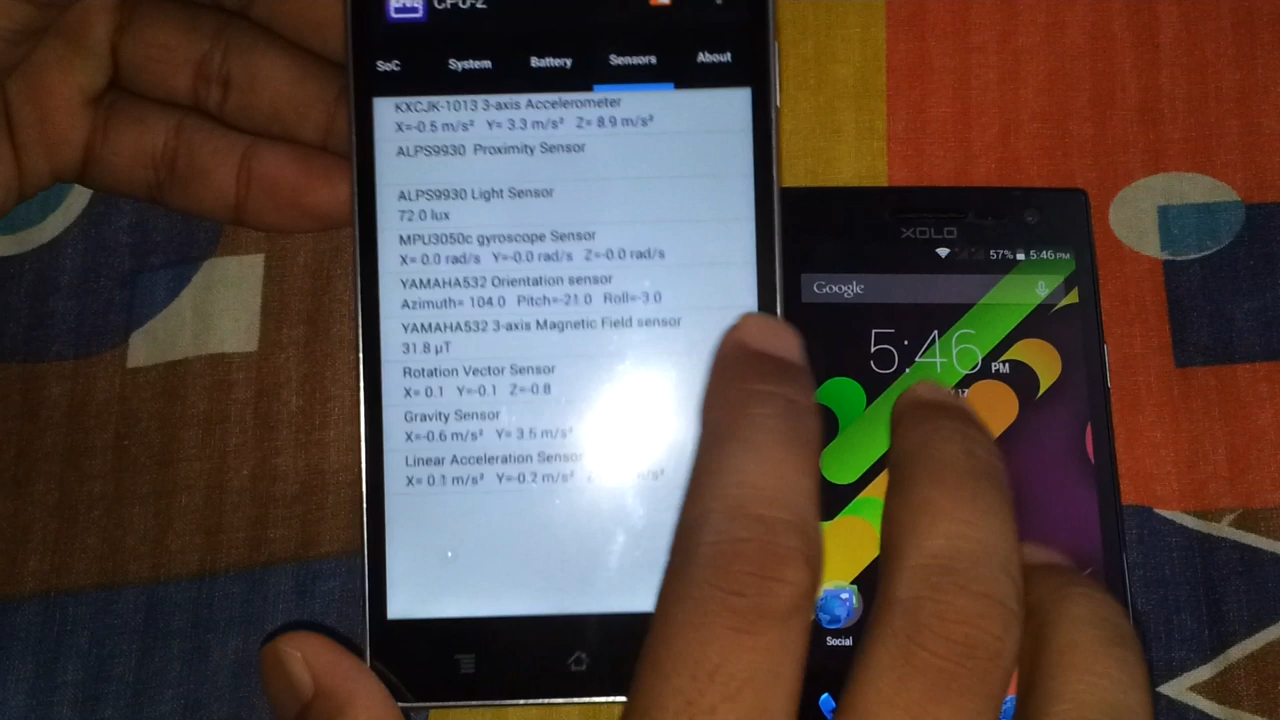 CPU-Z
SoC System Battery Sensors About
KXCJK-1013 3-axis Accelerometer
X=-0.5 m/s² Y= 3.3 m/s² Z= 8.9 m/s²
ALPS9930 Proximity Sensor
ALPS9930 Light Sensor
72.0 lux
MPU3050c gyroscope Sensor
X= 0.0 rad/s Y=-0.0 rad/s Z=-0.0 rad/s
YAMAHA532 Orientation sensor
Azimuth= 104.0 Pitch=-21.0 Roll=-3.0
YAMAHA532 3-axis Magnetic Field sensor
31.8 µT
Rotation Vector Sensor
X= 0.1 Y=-0.1 Z=-0.8
Gravity Sensor
X=-0.6 m/s² Y= 3.5 m/s²
Linear Acceleration Sensor
X= 0.1 m/s² Y=-0.2 m/s²
XOLO
57% 5:46 PM
Google
5:46 PM
17
Social